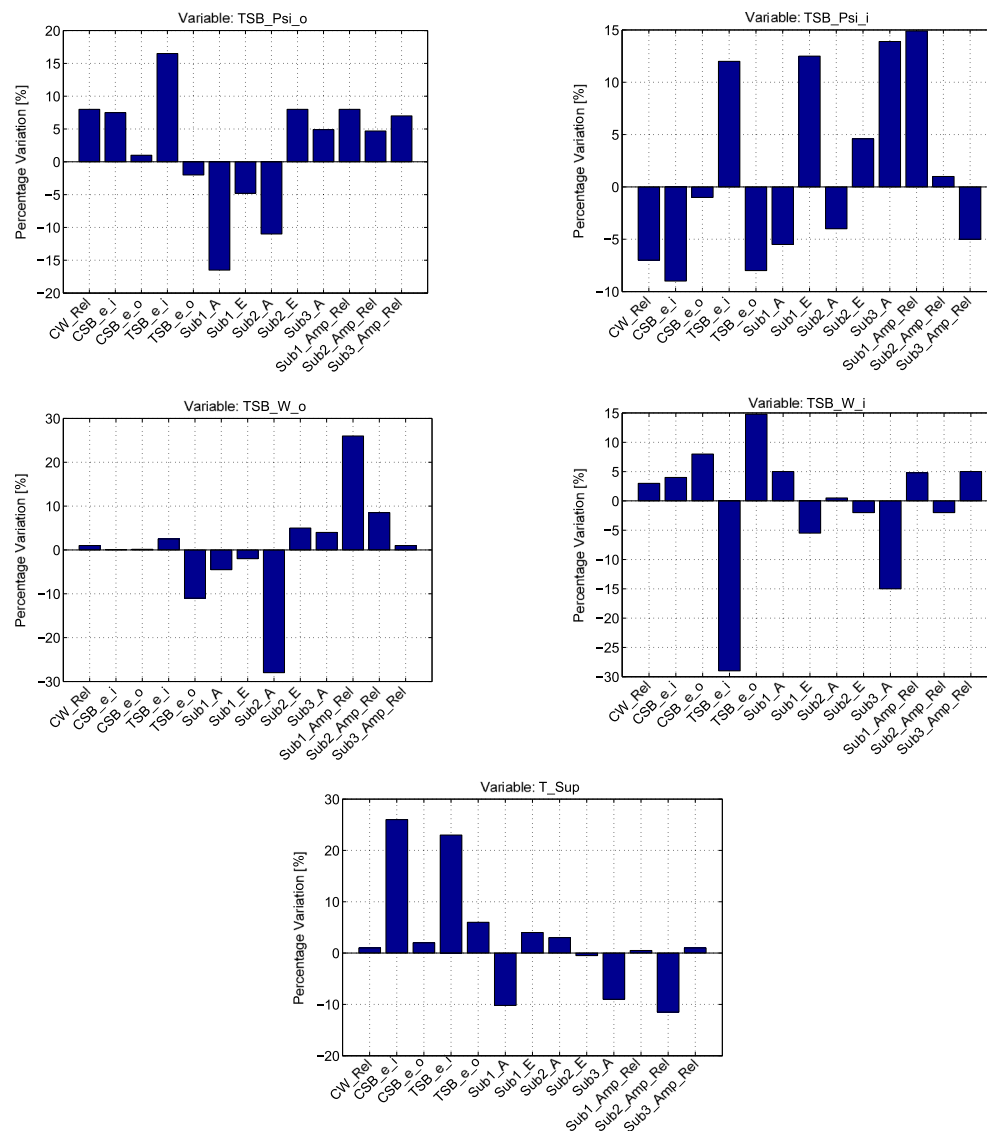 Variable: TSB_Psi_o
Percentage Variation [%]
20
15
10
5
0
−5
−10
−15
−20
CW_Rel
CSB_e_i
CSB_e_o
TSB_e_i
TSB_e_o
Sub1_A
Sub1_E
Sub2_A
Sub2_E
Sub3_A
Sub1_Amp_Rel
Sub2_Amp_Rel
Sub3_Amp_Rel
Variable: TSB_Psi_i
Percentage Variation [%]
15
10
5
0
−5
−10
CW_Rel
CSB_e_i
CSB_e_o
TSB_e_i
TSB_e_o
Sub1_A
Sub1_E
Sub2_A
Sub2_E
Sub3_A
Sub1_Amp_Rel
Sub2_Amp_Rel
Sub3_Amp_Rel
Variable: TSB_W_o
Percentage Variation [%]
30
20
10
0
−10
−20
−30
CW_Rel
CSB_e_i
CSB_e_o
TSB_e_i
TSB_e_o
Sub1_A
Sub1_E
Sub2_A
Sub2_E
Sub3_A
Sub1_Amp_Rel
Sub2_Amp_Rel
Sub3_Amp_Rel
Variable: TSB_W_i
Percentage Variation [%]
15
10
5
0
−5
−10
−15
−20
−25
−30
CW_Rel
CSB_e_i
CSB_e_o
TSB_e_i
TSB_e_o
Sub1_A
Sub1_E
Sub2_A
Sub2_E
Sub3_A
Sub1_Amp_Rel
Sub2_Amp_Rel
Sub3_Amp_Rel
Variable: T_Sup
Percentage Variation [%]
30
20
10
0
−10
−20
CW_Rel
CSB_e_i
CSB_e_o
TSB_e_i
TSB_e_o
Sub1_A
Sub1_E
Sub2_A
Sub2_E
Sub3_A
Sub1_Amp_Rel
Sub2_Amp_Rel
Sub3_Amp_Rel